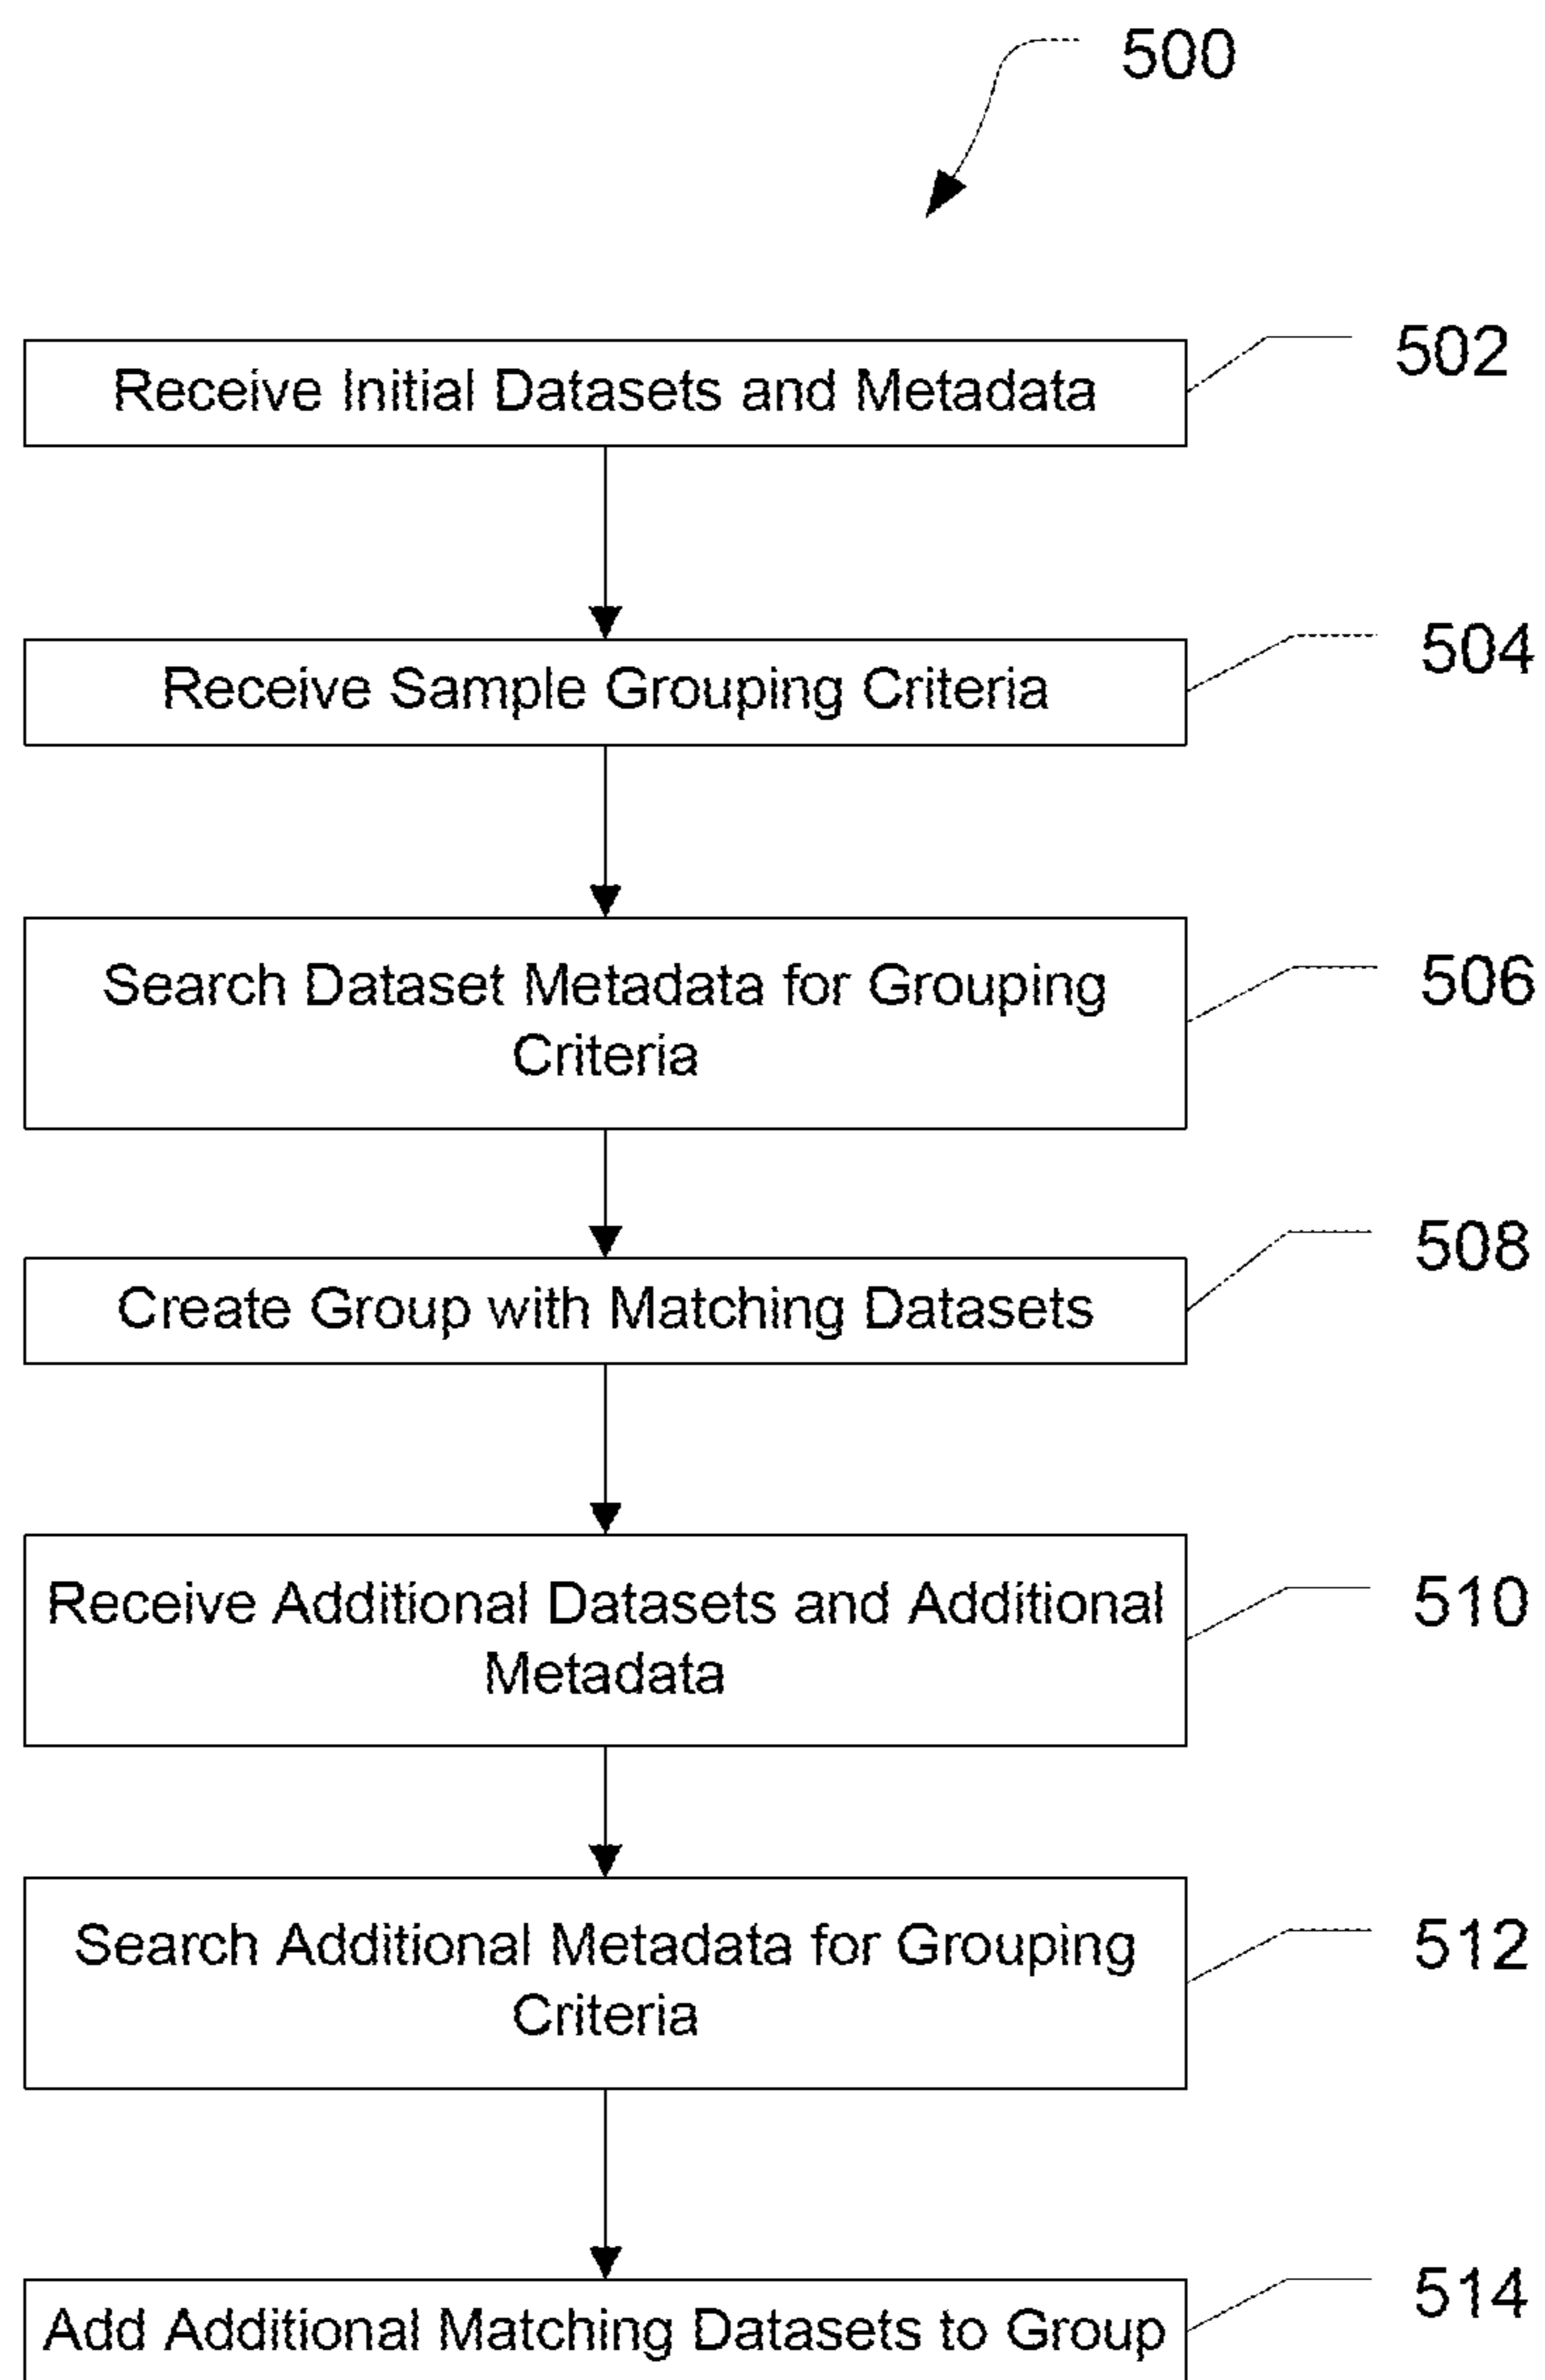 500
Receive Initial Datasets and Metadata
502
Receive Sample Grouping Criteria
504
Search Dataset Metadata for Grouping
Criteria
506
Create Group with Matching Datasets
508
Receive Additional Datasets and Additional
Metadata
510
Search Additional Metadata for Grouping
Criteria
512
Add Additional Matching Datasets to Group
514